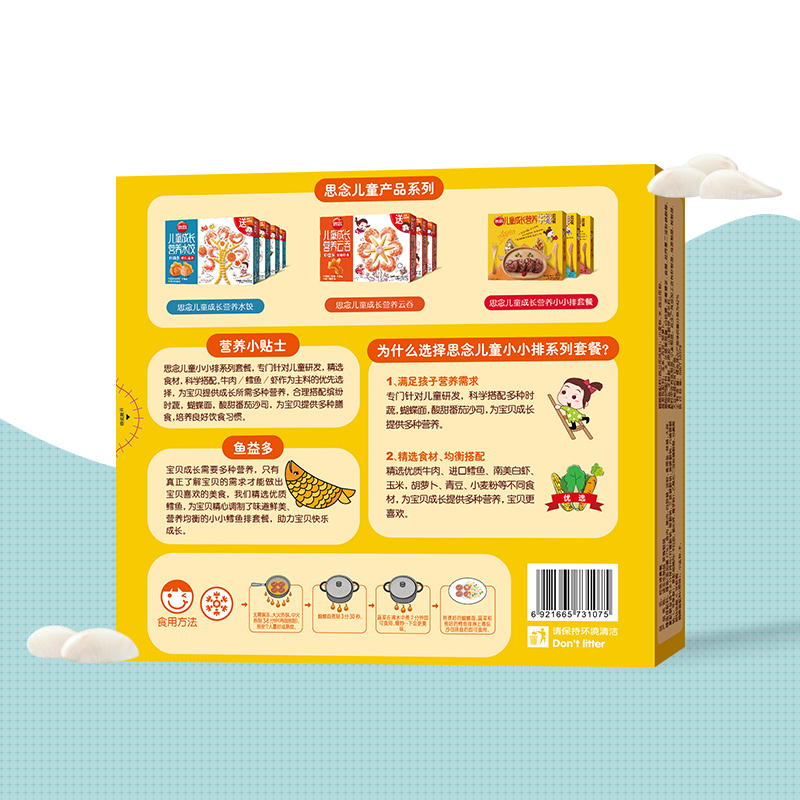 思念儿童产品系列
儿童成长
营养水饺
送
儿童成长
营养云吞
送
儿童成长营养
思念儿童成长营养水饺
思念儿童成长营养云吞
思念儿童成长营养小小排套餐
营养小贴士
思念儿童小小排系列套餐，专门针对儿童研发，精选
食材，科学搭配，牛肉／鳕鱼／虾作为主料的优先选
择，为宝贝提供成长所需多种营养，合理搭配缤纷
时蔬，蝴蝶面，酸甜番茄沙司，为宝贝提供多种膳
食，培养良好饮食习惯。
鱼益多
宝贝成长需要多种营养，只有
真正了解宝贝的需求才能做出
宝贝喜欢的美食，我们精选优质
鳕鱼，为宝贝精心调制了味道鲜美、
营养均衡的小小鳕鱼排套餐，助力宝贝快乐
成长。
为什么选择思念儿童小小排系列套餐?
1.满足孩子营养需求
专门针对儿童研发，科学搭配多种时
蔬，蝴蝶面，酸甜番茄沙司，为宝贝成长
提供多种营养。
2.精选食材、均衡搭配
精选优质牛肉、进口鳕鱼、南美白虾、
玉米、胡萝卜、青豆、小麦粉等不同食
材，为宝贝成长提供多种营养，宝贝更
喜欢。
优选
食用方法
6 921665 731075
请保持环境清洁
Don't litter